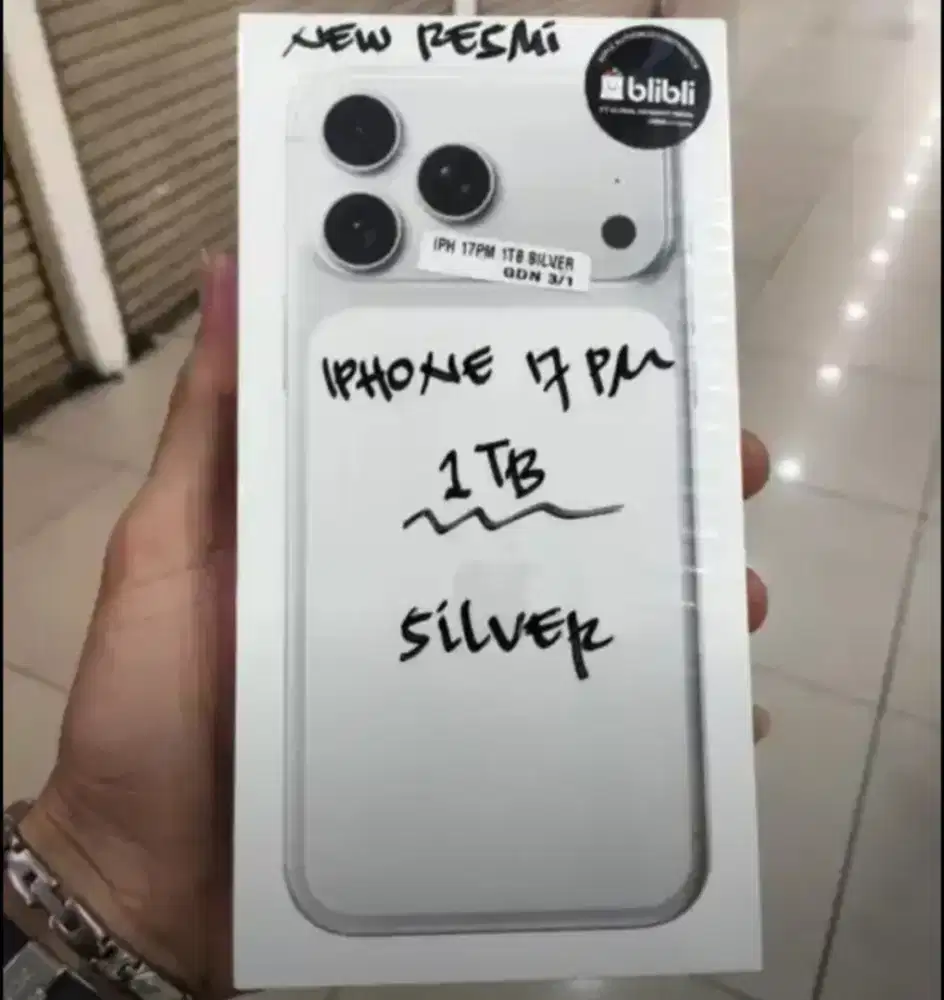 NEW RESMi
blibli
IPH 17PM 1TB SILVER
GDN 3/1
IPHONE 17 PM
1 TB
SiLVER